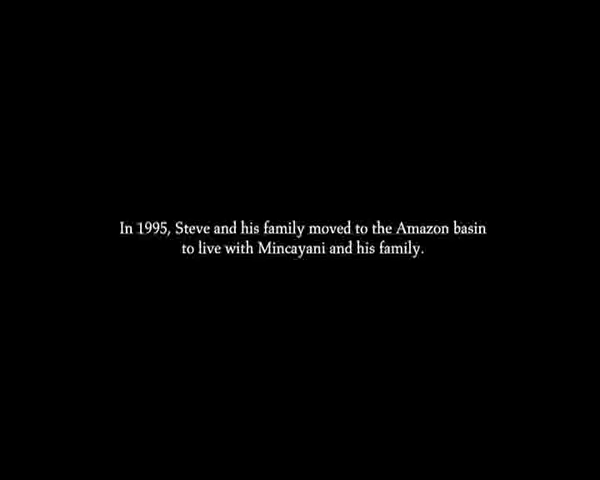 In 1995, Steve and his family moved to the Amazon basin
to live with Mincayani and his family.